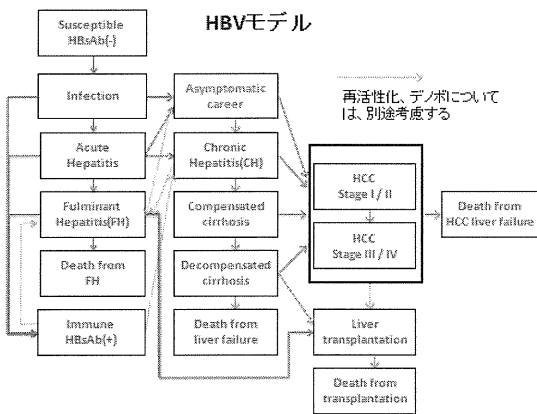 HBVモデル
Susceptible
HBsAb(-)
Infection
Asymptomatic
career
再活性化、デノボについて
は、別途考慮する
Acute
Hepatitis
Chronic
Hepatitis(CH)
HCC
Stage I / II
Fulminant
Hepatitis(FH)
Compensated
cirrhosis
Death from
HCC liver failure
HCC
Stage III / IV
Death from
FH
Decompensated
cirrhosis
Immune
HBsAb(+)
Death from
liver failure
Liver
transplantation
Death from
transplantation